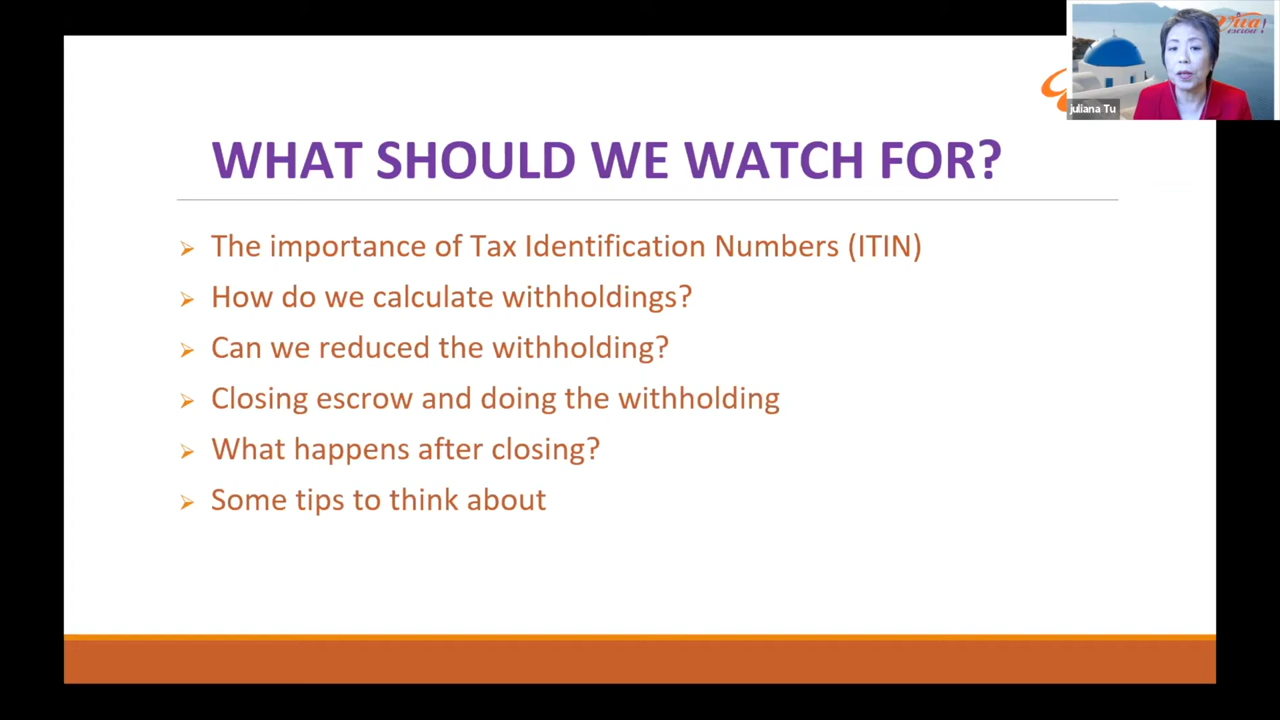 Viva
escrow!
juliana Tu
WHAT SHOULD WE WATCH FOR?
The importance of Tax Identification Numbers (ITIN)
How do we calculate withholdings?
Can we reduced the withholding?
Closing escrow and doing the withholding
What happens after closing?
Some tips to think about